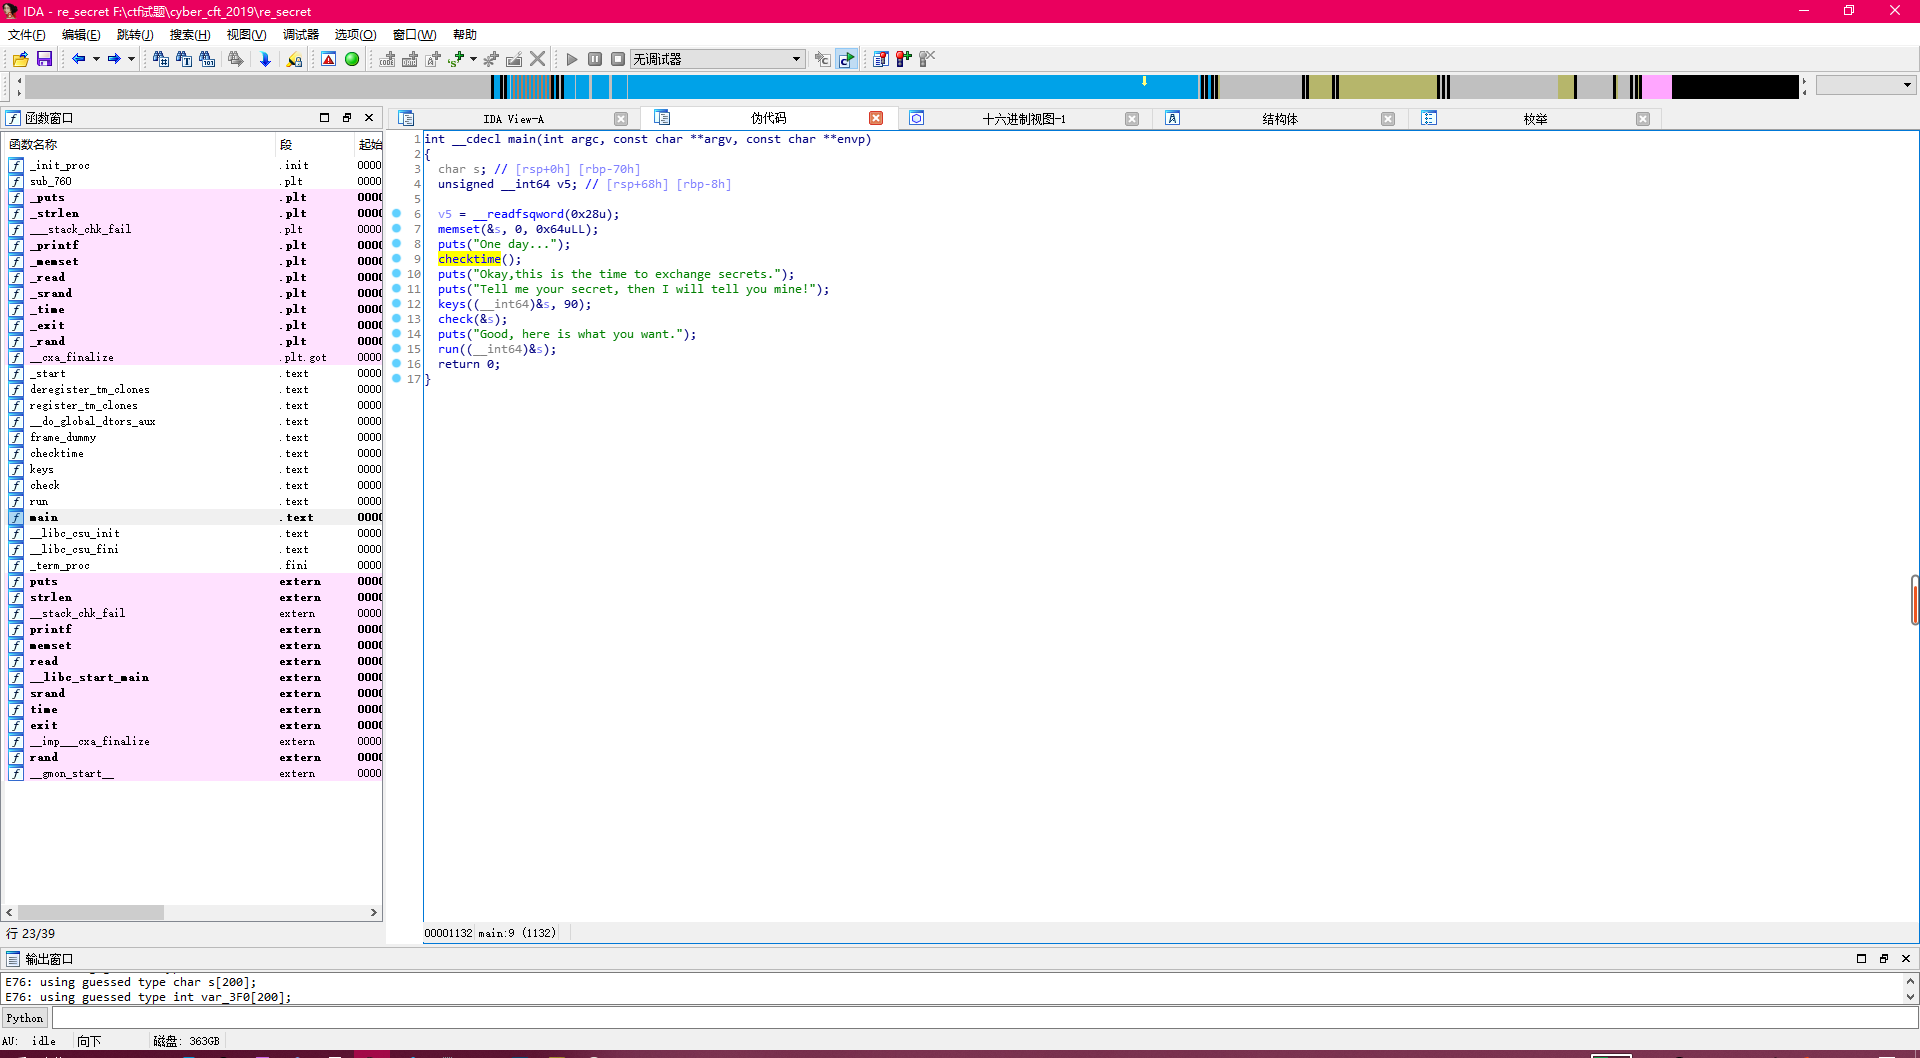 IDA - re_secret F:\ctf试题\cyber_cft_2019\re_secret
文件(F) 编辑(E) 跳转(J) 搜索(H) 视图(V) 调试器 选项(O) 窗口(W) 帮助
无调试器
函数窗口
IDA View-A 伪代码 十六进制视图-1 结构体 枚举
函数名称 段 起始
_init_proc .init 0000
sub_760 .plt 0000
_puts .plt 0000
_strlen .plt 0000
___stack_chk_fail .plt 0000
_printf .plt 0000
_memset .plt 0000
_read .plt 0000
_srand .plt 0000
_time .plt 0000
_exit .plt 0000
_rand .plt 0000
__cxa_finalize .plt.got 0000
_start .text 0000
deregister_tm_clones .text 0000
register_tm_clones .text 0000
__do_global_dtors_aux .text 0000
frame_dummy .text 0000
checktime .text 0000
keys .text 0000
check .text 0000
run .text 0000
main .text 0000
__libc_csu_init .text 0000
__libc_csu_fini .text 0000
_term_proc .fini 0000
puts extern 0000
strlen extern 0000
__stack_chk_fail extern 0000
printf extern 0000
memset extern 0000
read extern 0000
__libc_start_main extern 0000
srand extern 0000
time extern 0000
exit extern 0000
__imp___cxa_finalize extern 0000
rand extern 0000
__gmon_start__ extern 0000
行 23/39
1 int __cdecl main(int argc, const char **argv, const char **envp)
2 {
3 char s; // [rsp+0h] [rbp-70h]
4 unsigned __int64 v5; // [rsp+68h] [rbp-8h]
5
6 v5 = __readfsqword(0x28u);
7 memset(&s, 0, 0x64uLL);
8 puts("One day...");
9 checktime();
10 puts("Okay,this is the time to exchange secrets.");
11 puts("Tell me your secret, then I will tell you mine!");
12 keys((__int64)&s, 90);
13 check(&s);
14 puts("Good, here is what you want.");
15 run((__int64)&s);
16 return 0;
17 }
00001132 main:9 (1132)
输出窗口
E76: using guessed type char s[200];
E76: using guessed type int var_3F0[200];
Python
AU: idle 向下 磁盘: 363GB